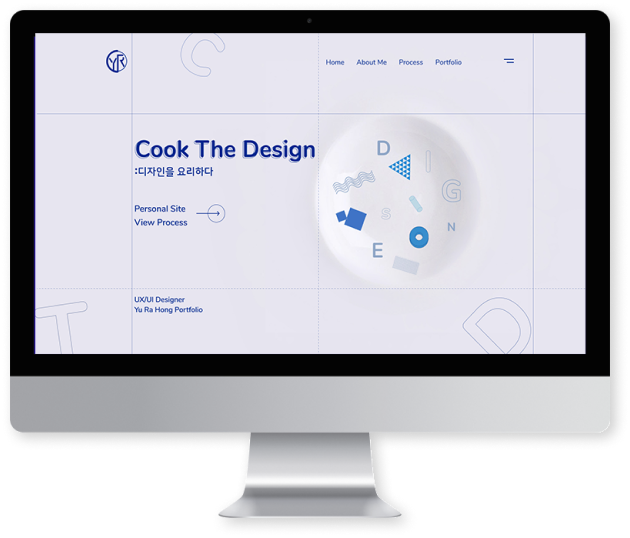 YR
C
Home About Me Process Portfolio
Cook The Design
:디자인을 요리하다
Personal Site
View Process
D
I
G
S
N
E
UX/UI Designer
Yu Ra Hong Portfolio
T
D